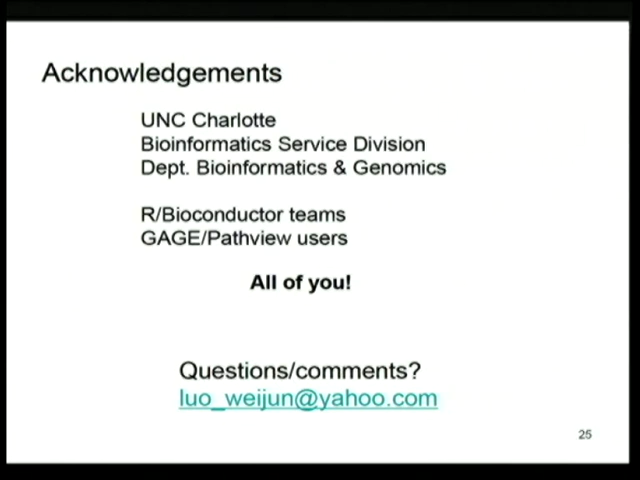 Acknowledgements
UNC Charlotte
Bioinformatics Service Division
Dept. Bioinformatics & Genomics
R/Bioconductor teams
GAGE/Pathview users
All of you!
Questions/comments?
luo_weijun@yahoo.com
25